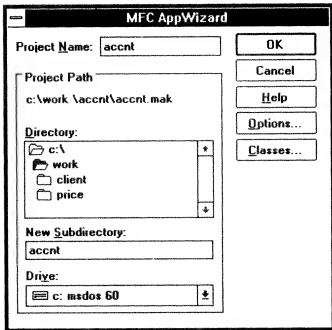 MFC AppWizard
Project Name: accnt
OK
Cancel
Help
Options...
Classes...
Project Path
c:\work \accnt\accnt.mak
Directory:
c:\
work
client
price
New Subdirectory:
accnt
Drive:
c: msdos 60